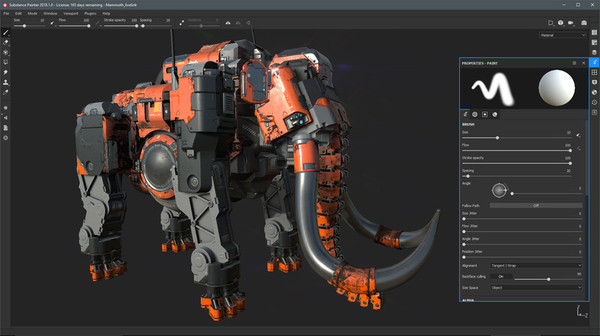 Substance Painter 2018.1.0 - License: 165 days remaining - Mammoth_Anelink
File Edit Mode Window Viewport Plugins Help
Size Flow Stroke opacity Spacing
Material
PROPERTIES - PAINT
BRUSH
Size
Flow
Stroke opacity
Spacing
Angle
Follow Path Off
Size Jitter
Flow Jitter
Angle Jitter
Position Jitter
Alignment Tangent | Wrap
Backface culling On
Size Space Object